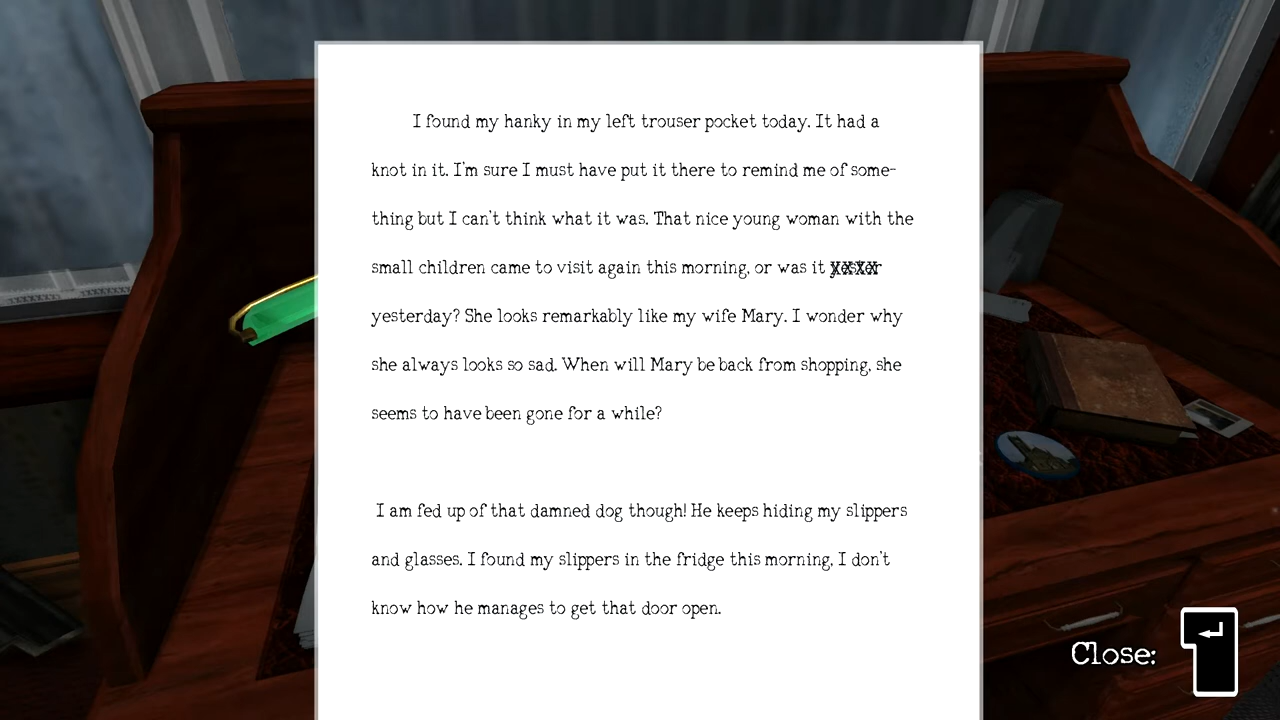 I found my hanky in my left trouser pocket today. It had a
knot in it. I'm sure I must have put it there to remind me of some-
thing but I can't think what it was. That nice young woman with the
small children came to visit again this morning, or was it
yesterday? She looks remarkably like my wife Mary. I wonder why
she always looks so sad. When will Mary be back from shopping, she
seems to have been gone for a while?
I am fed up of that damned dog though! He keeps hiding my slippers
and glasses. I found my slippers in the fridge this morning, I don't
know how he manages to get that door open.
Close: